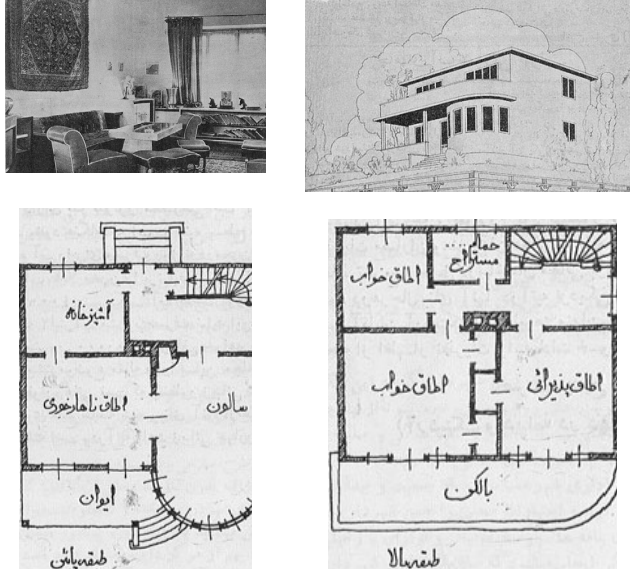 آشپزخانه
اطاق ناهارخوری
سالون
ایوان
طبقه پائین
حمام
مستراح
اطاق خواب
اطاق خواب
اطاق پذیرائی
بالکن
طبقه بالا